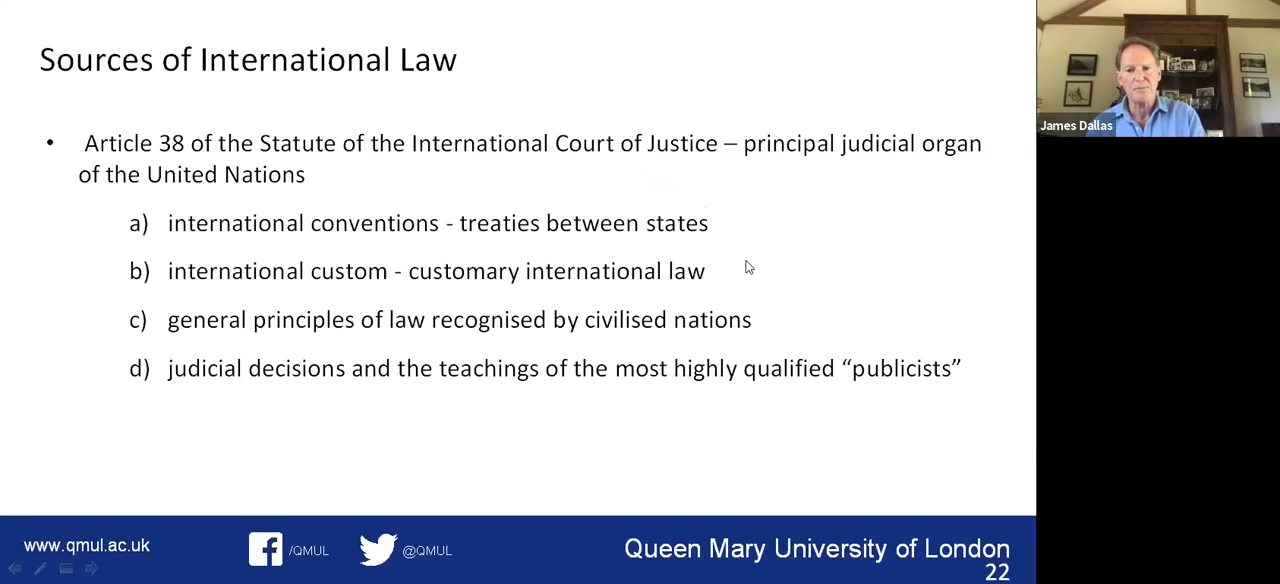 Sources of International Law
• Article 38 of the Statute of the International Court of Justice – principal judicial organ
of the United Nations
a) international conventions - treaties between states
b) international custom - customary international law
c) general principles of law recognised by civilised nations
d) judicial decisions and the teachings of the most highly qualified “publicists”
James Dallas
www.qmul.ac.uk
/QMUL
@QMUL
Queen Mary University of London
22